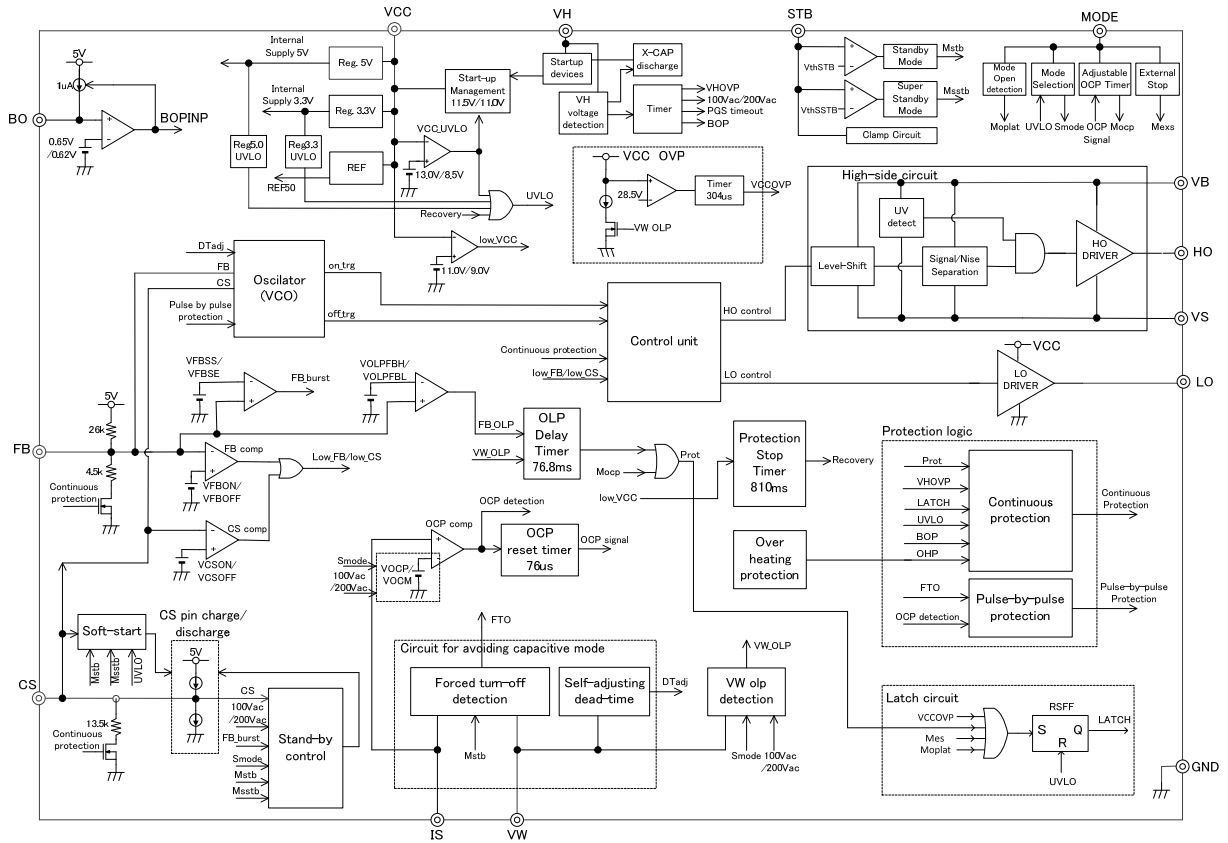 VCC
VH
STB
MODE
5V
1uA
BO
BOPINP
0.65V
/0.62V
Internal
Supply 5V
Reg. 5V
Internal
Supply 3.3V
Reg. 3.3V
Reg5.0
UVLO
Reg3.3
UVLO
REF
REF50
Start-up
Management
11.5V/11.0V
VCC_UVLO
13.0V/8.5V
Recovery
UVLO
low_VCC
11.0V/9.0V
Startup
devices
X-CAP
discharge
VH
voltage
detection
Timer
VHOVP
100Vac/200Vac
PGS timeout
BOP
VthSTB
Standby
Mode
Mstb
VthSSTB
Super
Standby
Mode
Msstb
Clamp Circuit
Mode
Open
detection
Mode
Selection
Adjustable
OCP Timer
External
Stop
Moplat
UVLO
Smode
OCP
Signal
Mocp
Mexs
VCC OVP
28.5V
Timer
304us
VCCOVP
VW OLP
High-side circuit
UV
detect
Level-Shift
Signal/Nise
Separation
HO
DRIVER
VB
HO
VS
DTadj
FB
CS
Pulse by pulse
protection
Oscilator
(VCO)
on_trg
off_trg
Control unit
Continuous protection
low_FB/low_CS
HO control
LO control
VCC
LO
DRIVER
LO
VFBSS/
VFBSE
FB_burst
VOLPFBH/
VOLPFBL
5V
26k
FB
4.5k
Continuous
protection
FB comp
VFBON/
VFBOFF
Low_FB/low_CS
CS comp
VCSON/
VCSOFF
FB_OLP
VW_OLP
OLP
Delay
Timer
76.8ms
Mocp
Prot
low_VCC
Protection
Stop
Timer
810ms
Recovery
OCP detection
OCP comp
OCP
reset timer
76us
OCP signal
Smode
100Vac
/200Vac
VOCP/
VOCM
Over
heating
protection
Protection logic
Prot
VHOVP
LATCH
UVLO
BOP
OHP
Continuous
protection
Continuous
Protection
FTO
OCP detection
Pulse-by-pulse
protection
Pulse-by-pulse
Protection
Soft-start
Mstb
Msstb
UVLO
CS pin charge/
discharge
5V
CS
13.5k
Continuous
protection
CS
100Vac
/200Vac
FB_burst
Smode
Mstb
Msstb
Stand-by
control
FTO
Circuit for avoiding capacitive mode
Forced turn-off
detection
Self-adjusting
dead-time
DTadj
Mstb
VW_OLP
VW olp
detection
Smode
100Vac
/200Vac
Latch circuit
VCCOVP
Mes
Moplat
RSFF
S
Q
R
LATCH
UVLO
GND
IS
VW